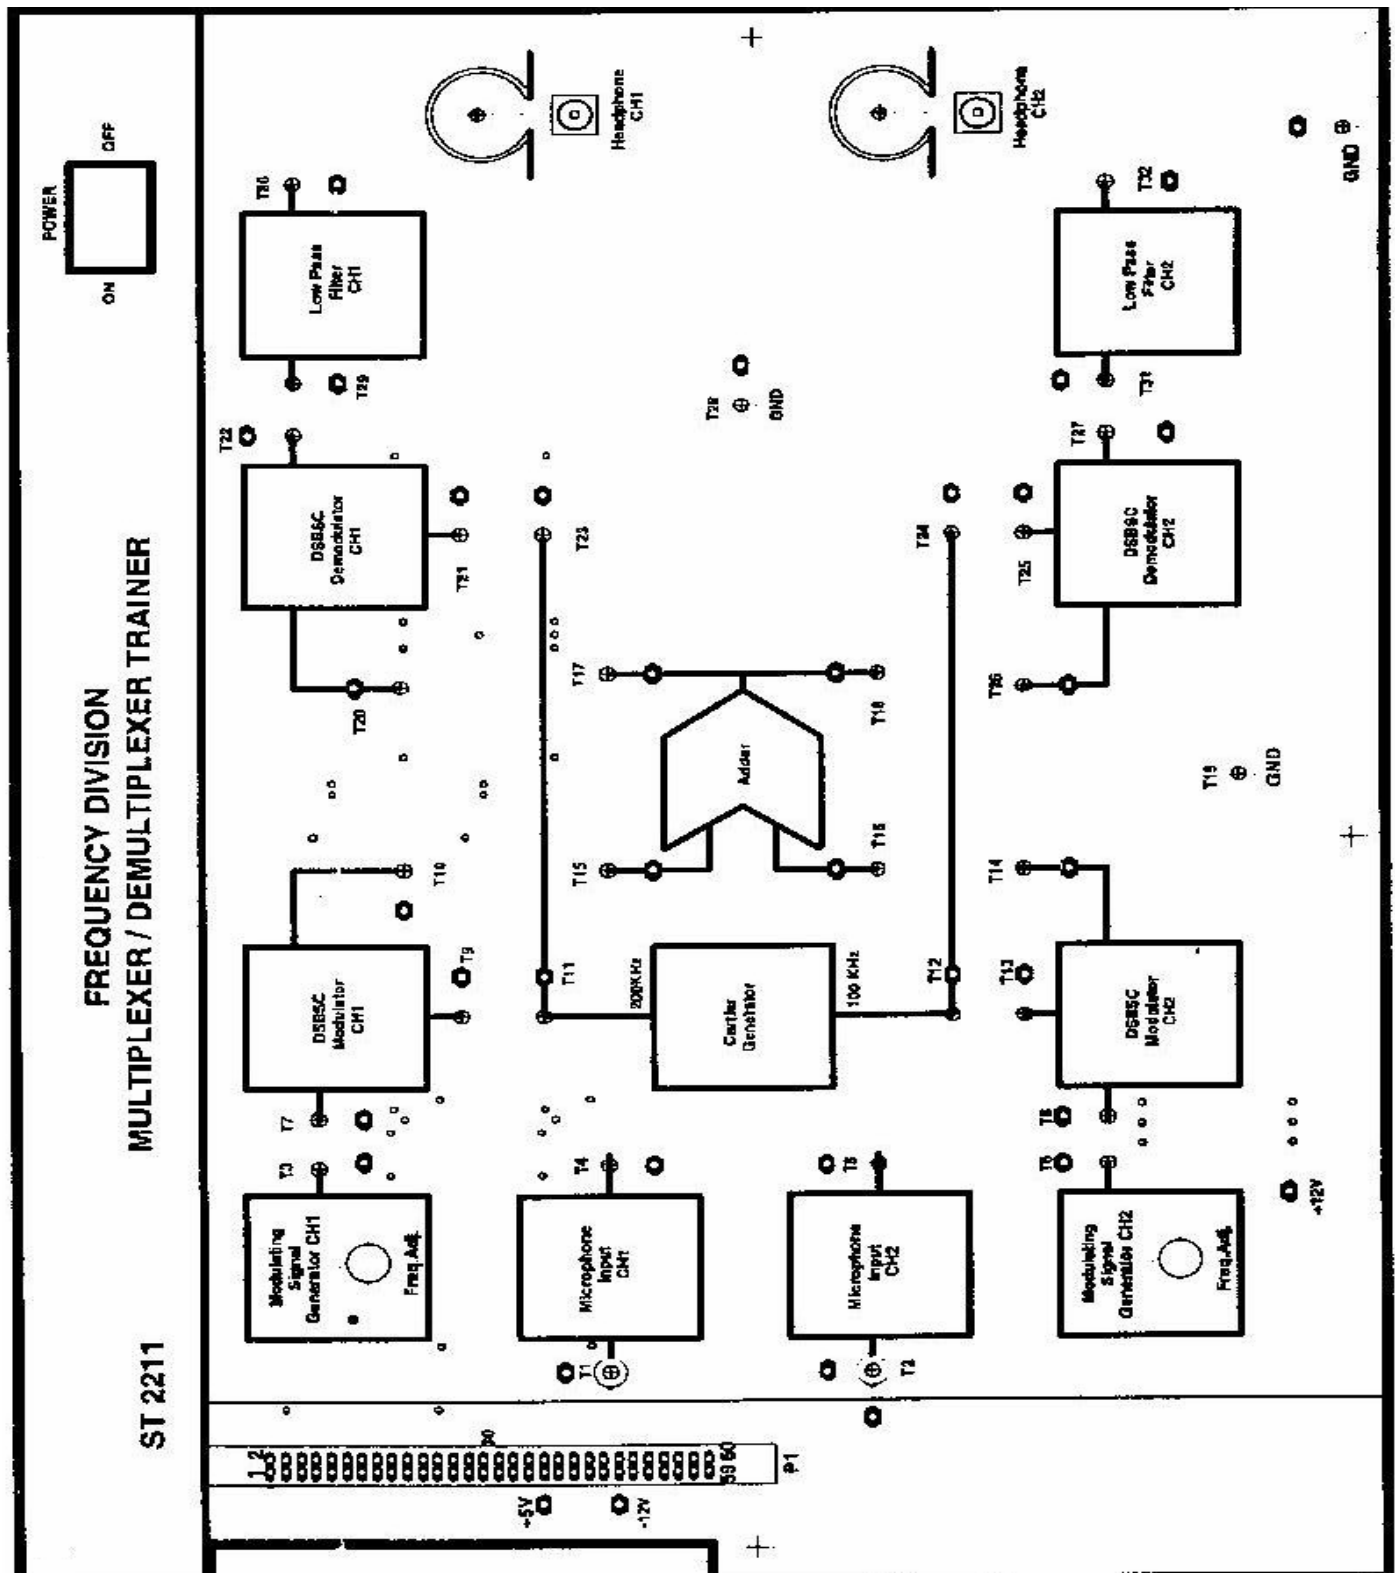 ST 2211
FREQUENCY DIVISION
MULTIPLEXER / DEMULTIPLEXER TRAINER
POWER
ON
OFF
1 2
30
59 60
P1
+5V
-12V
Modulating
Signal
Generator CH1
Freq.Adj.
T3
T7
DSBSC
Modulator
CH1
T9
T10
T20
DSBSC
Demodulator
CH1
T21
T22
T29
Low Pass
Filter
CH1
T30
T1
Microphone
Input
CH1
T4
T11
200KHz
T23
Carrier
Generator
100 KHz
T15
T16
Adder
T17
T18
T28
GND
Headphone
CH1
T2
Microphone
Input
CH2
T5
T12
T24
Headphone
CH2
Modulating
Signal
Generator CH2
Freq.Adj.
T6
T8
DSBSC
Modulator
CH2
T13
T14
T26
T25
DSBSC
Demodulator
CH2
T27
T31
Low Pass
Filter
CH2
T32
+12V
T19
GND
GND